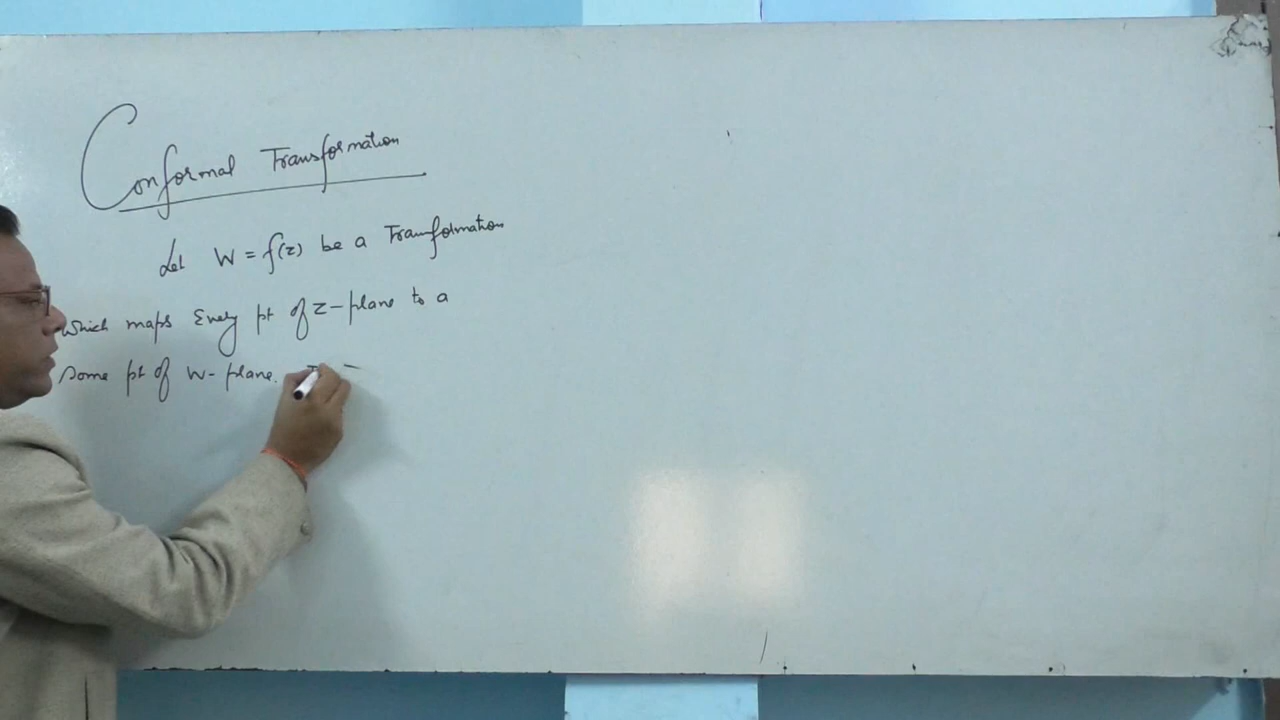 Conformal Transformation
Let W = f(z) be a Transformation
Which maps Every pt of z-plane to a
some pt of W-plane.